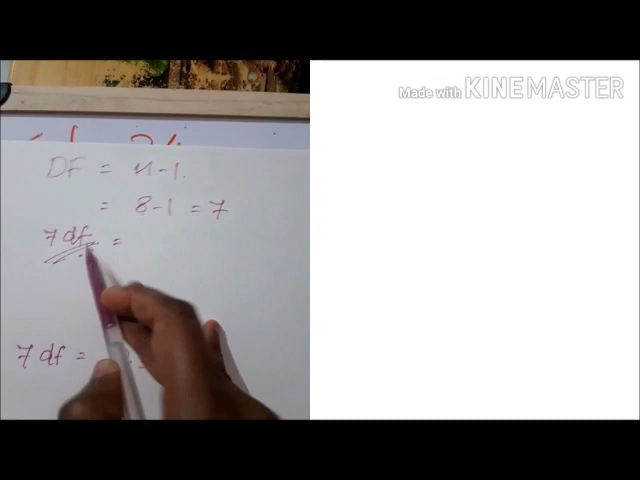 Made with KINEMASTER
DF = n-1.
= 8-1 = 7
7 df =
7 df =